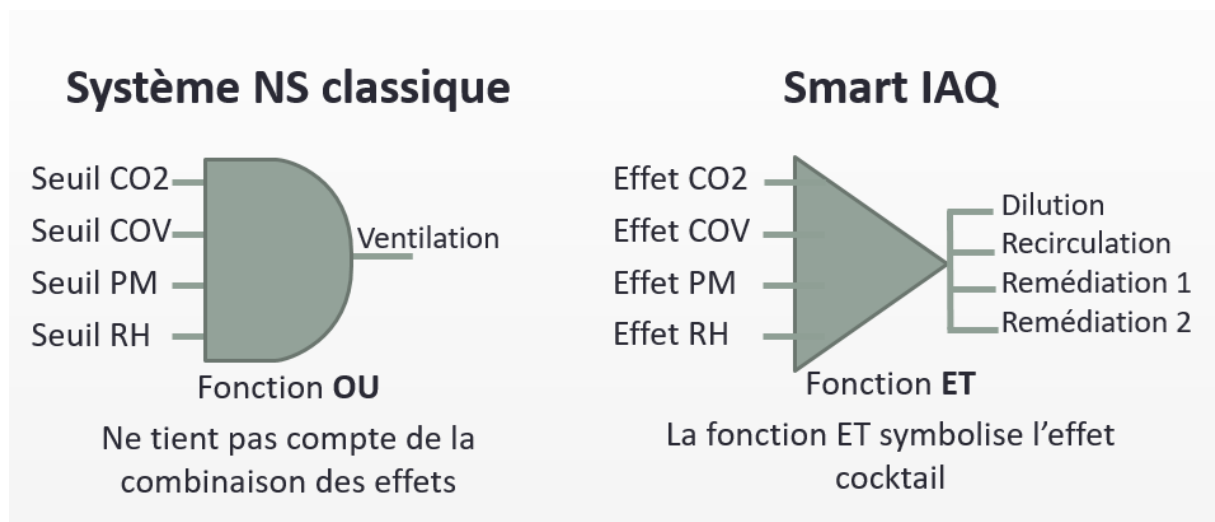 Système NS classique
Seuil CO2
Seuil COV
Seuil PM
Seuil RH
Ventilation
Fonction OU
Ne tient pas compte de la
combinaison des effets
Smart IAQ
Effet CO2
Effet COV
Effet PM
Effet RH
Dilution
Recirculation
Remédiation 1
Remédiation 2
Fonction ET
La fonction ET symbolise l’effet
cocktail